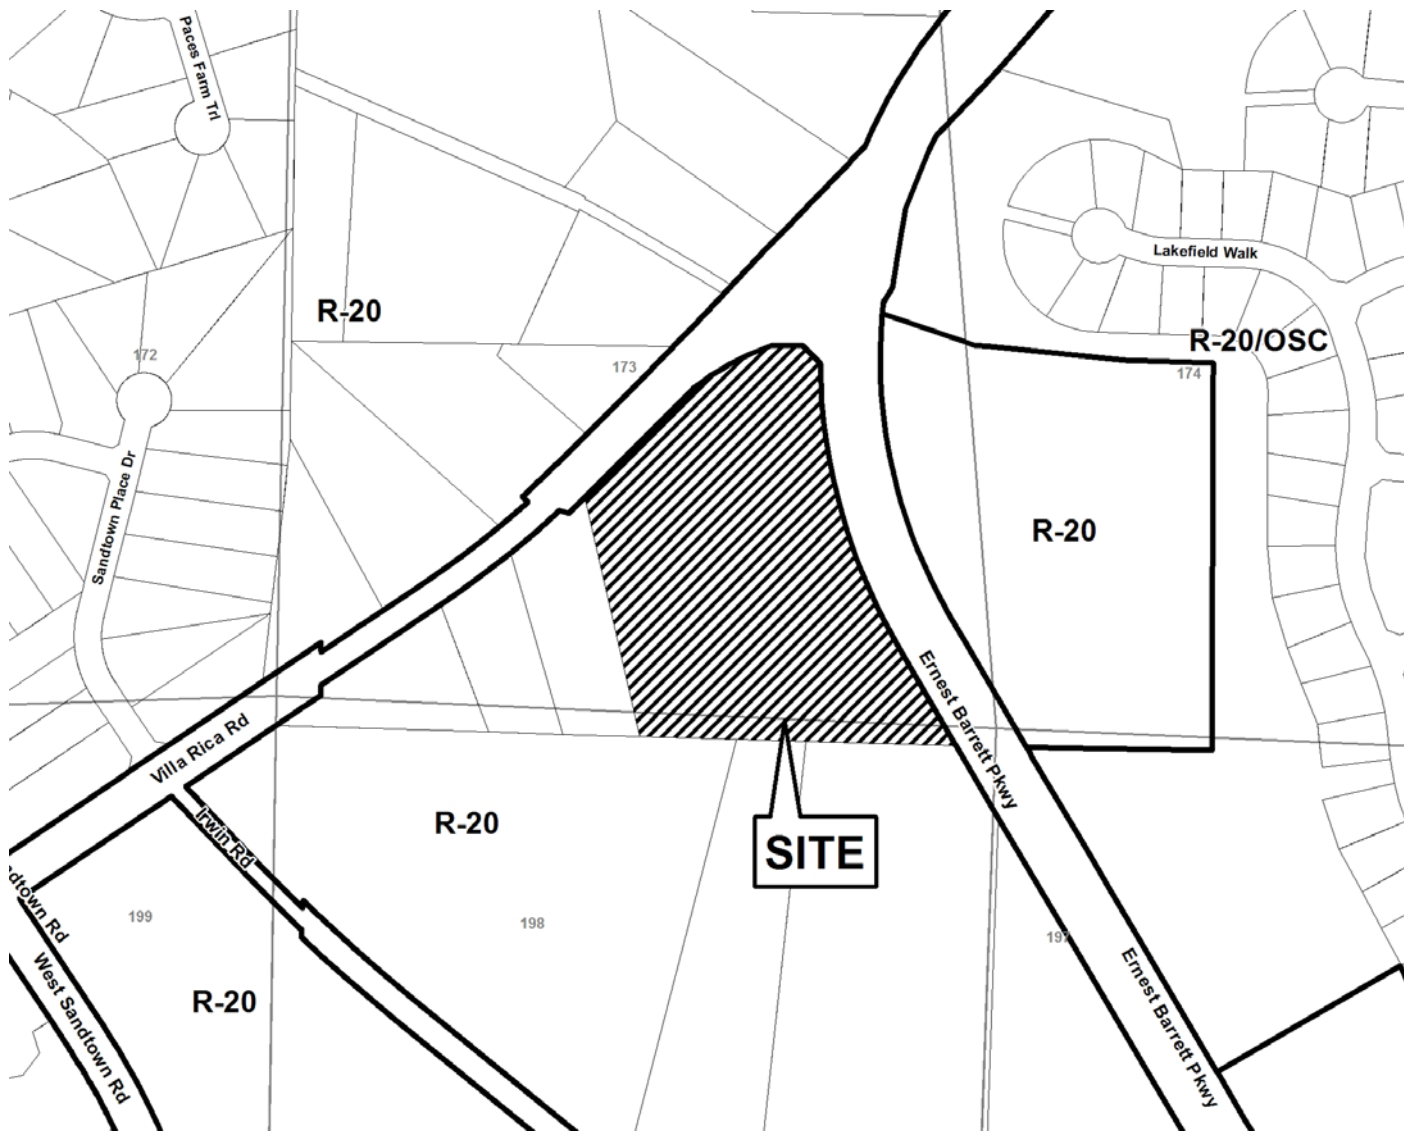 Paces Farm Trl
Lakefield Walk
R-20
R-20/OSC
172
173
174
Sandtown Place Dr
R-20
Ernest Barrett Pkwy
Villa Rica Rd
R-20
Irwin Rd
SITE
dtown Rd
199
198
197
West Sandtown Rd
R-20
Ernest Barrett Pkwy